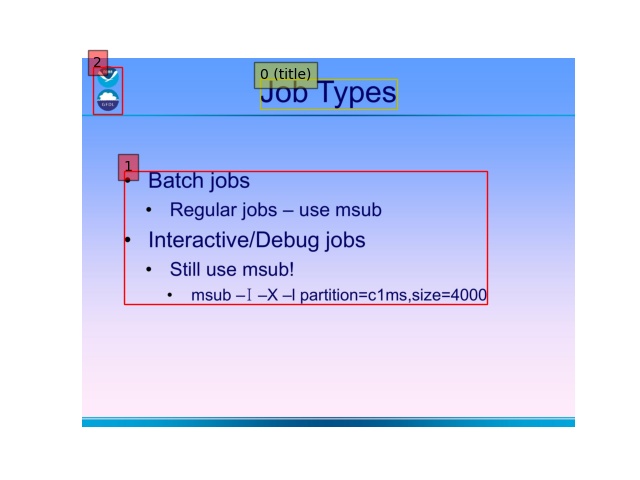 2
0 (title)
Job Types
GFDL
1
• Batch jobs
• Regular jobs – use msub
• Interactive/Debug jobs
• Still use msub!
• msub –I –X –l partition=c1ms,size=4000